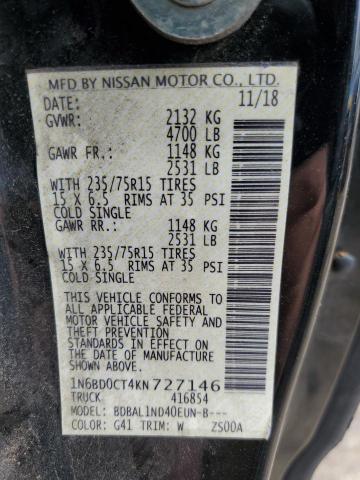 MFD BY NISSAN MOTOR CO., LTD.
DATE: 11/18
GVWR: 2132 KG
4700 LB
GAWR FR.: 1148 KG
2531 LB
WITH 235/75R15 TIRES
15 X 6.5 RIMS AT 35 PSI
COLD SINGLE
GAWR RR.: 1148 KG
2531 LB
WITH 235/75R15 TIRES
15 X 6.5 RIMS AT 35 PSI
COLD SINGLE
THIS VEHICLE CONFORMS TO
ALL APPLICABLE FEDERAL
MOTOR VEHICLE SAFETY AND
THEFT PREVENTION
STANDARDS IN EFFECT ON THE
DATE OF MANUFACTURE SHOWN
ABOVE.
1N6BD0CT4KN727146
TRUCK 416854
MODEL: BDBAL1ND40EUN-B---
COLOR: G41 TRIM: W ZS00A